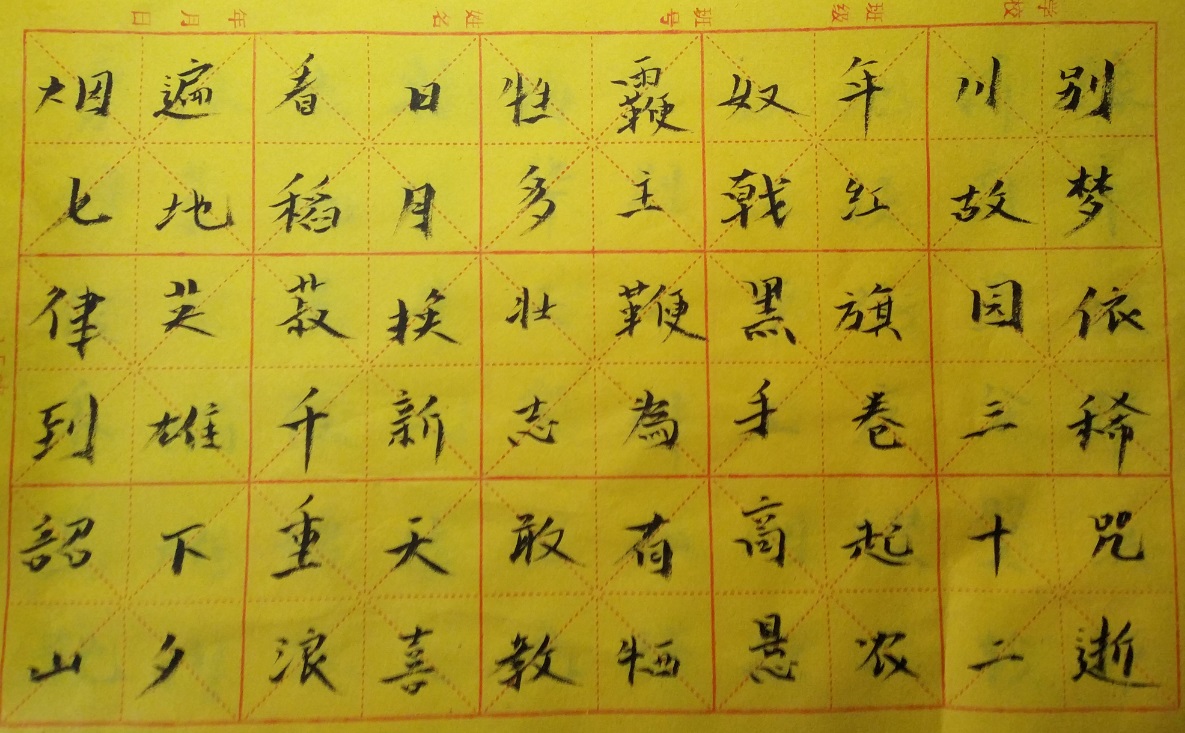 学校 班级 班号 姓名 年 月 日
别梦依稀咒逝
川故园三十二
年红旗卷起农
奴戟黑手高悬
霸主鞭為有牺
牲多壮志敢教
日月换新天喜
看稻菽千重浪
遍地英雄下夕
烟七律到韶山